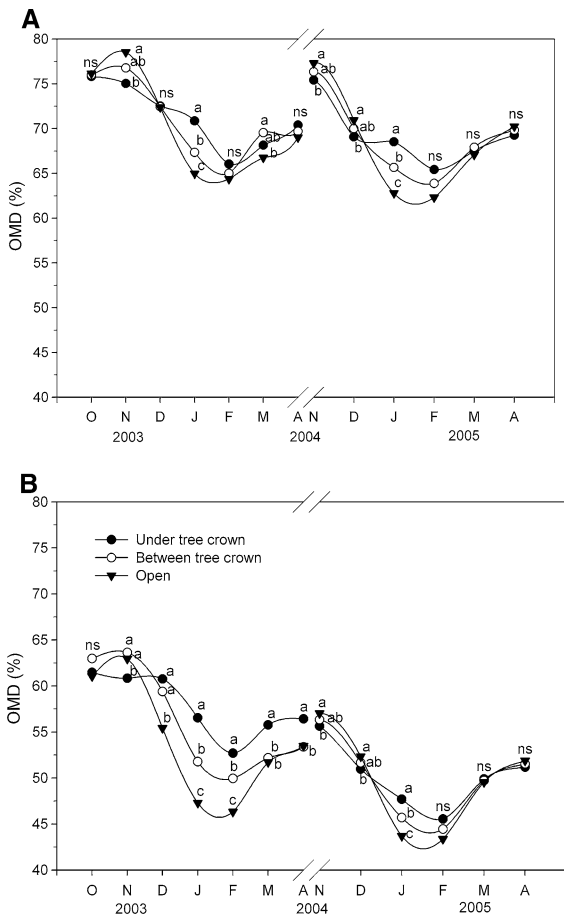 A
80
75
70
65
60
55
50
45
40
OMD (%)
ns a ab b ns a b c ns a ab b ns a ab b a ab b a b c ns ns ns
O N D J F M A N D J F M A
2003 2004 2005
B
80
75
70
65
60
55
50
45
40
OMD (%)
Under tree crown
Between tree crown
Open
ns a a b a a b a b c a b c a b b a b b a ab b a ab b a b c ns ns ns
O N D J F M A N D J F M A
2003 2004 2005